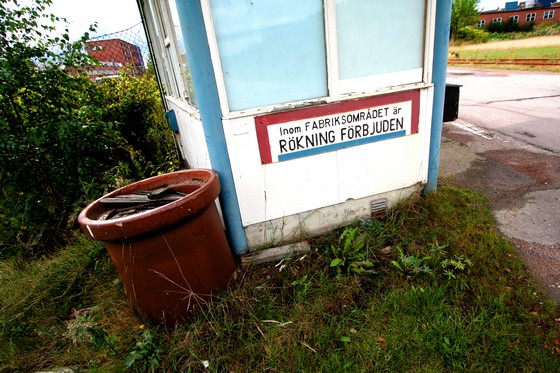 Inom FABRIKSOMRÅDET är
RÖKNING FÖRBJUDEN